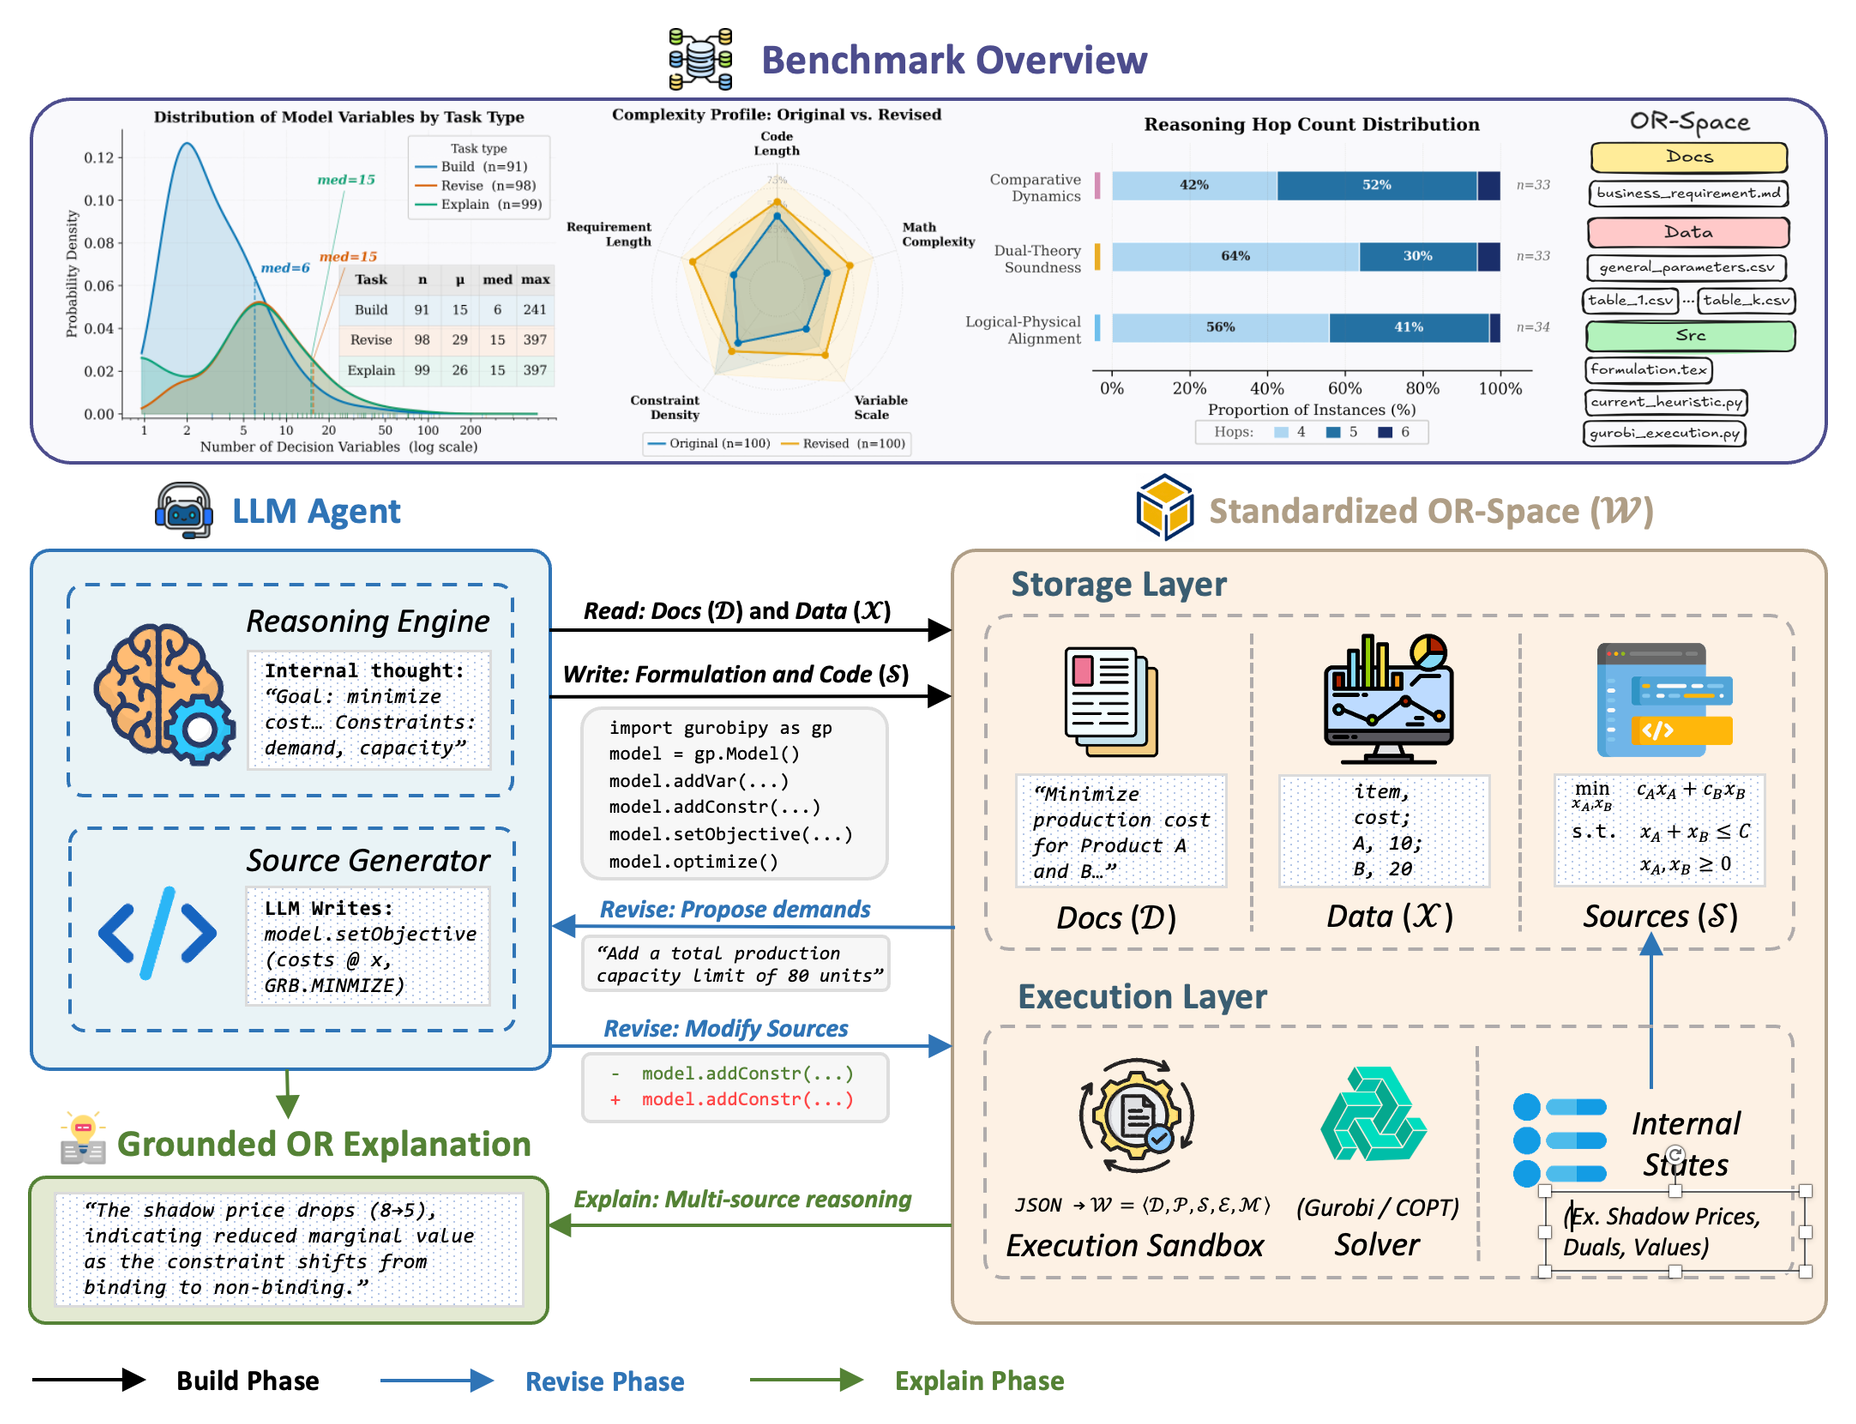 Benchmark Overview
Distribution of Model Variables by Task Type
Probability Density
0.12
0.10
0.08
0.06
0.04
0.02
0.00
1
2
5
10
20
50
100
200
Number of Decision Variables (log scale)
Task type
Build (n=91)
Revise (n=98)
Explain (n=99)
med=15
med=15
med=6
Task n μ med max
Build 91 15 6 241
Revise 98 29 15 397
Explain 99 26 15 397
Complexity Profile: Original vs. Revised
Code
Length
75%
Requirement
Length
Math
Complexity
Constraint
Density
Variable
Scale
Original (n=100) Revised (n=100)
Reasoning Hop Count Distribution
Comparative
Dynamics
42% 52% n=33
Dual-Theory
Soundness
64% 30% n=33
Logical-Physical
Alignment
56% 41% n=34
0% 20% 40% 60% 80% 100%
Proportion of Instances (%)
Hops: 4 5 6
OR-Space
Docs
business_requirement.md
Data
general_parameters.csv
table_1.csv ... table_k.csv
Src
formulation.tex
current_heuristic.py
gurobi_execution.py
LLM Agent
Reasoning Engine
Internal thought:
“Goal: minimize
cost… Constraints:
demand, capacity”
Source Generator
LLM Writes:
model.setObjective
(costs @ x,
GRB.MINMIZE)
Read: Docs (𝒟) and Data (𝒳)
Write: Formulation and Code (𝒮)
import gurobipy as gp
model = gp.Model()
model.addVar(...)
model.addConstr(...)
model.setObjective(...)
model.optimize()
Revise: Propose demands
“Add a total production
capacity limit of 80 units”
Revise: Modify Sources
- model.addConstr(...)
+ model.addConstr(...)
Explain: Multi-source reasoning
Standardized OR-Space (𝒲)
Storage Layer
“Minimize
production cost
for Product A
and B…”
Docs (𝒟)
item,
cost;
A, 10;
B, 20
Data (𝒳)
</>
min c_A x_A + c_B x_B
x_A,x_B
s.t. x_A + x_B ≤ C
x_A, x_B ≥ 0
Sources (𝒮)
Execution Layer
JSON → 𝒲 = ⟨𝒟, 𝒫, 𝒮, ℰ, ℳ⟩
Execution Sandbox
(Gurobi / COPT)
Solver
Internal
States
(Ex. Shadow Prices,
Duals, Values)
Grounded OR Explanation
“The shadow price drops (8→5),
indicating reduced marginal value
as the constraint shifts from
binding to non-binding.”
Build Phase
Revise Phase
Explain Phase